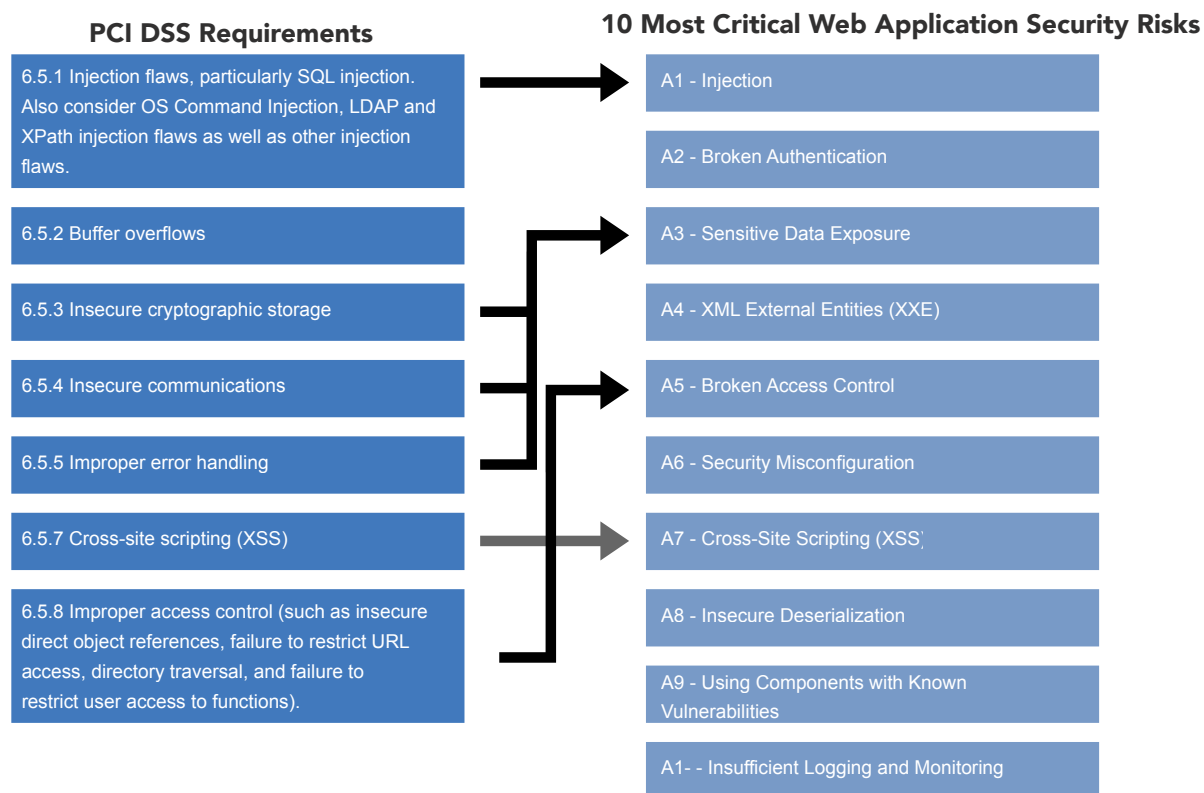 PCI DSS Requirements
6.5.1 Injection flaws, particularly SQL injection.
Also consider OS Command Injection, LDAP and
XPath injection flaws as well as other injection
flaws.
6.5.2 Buffer overflows
6.5.3 Insecure cryptographic storage
6.5.4 Insecure communications
6.5.5 Improper error handling
6.5.7 Cross-site scripting (XSS)
6.5.8 Improper access control (such as insecure
direct object references, failure to restrict URL
access, directory traversal, and failure to
restrict user access to functions).
10 Most Critical Web Application Security Risks
A1 - Injection
A2 - Broken Authentication
A3 - Sensitive Data Exposure
A4 - XML External Entities (XXE)
A5 - Broken Access Control
A6 - Security Misconfiguration
A7 - Cross-Site Scripting (XSS)
A8 - Insecure Deserialization
A9 - Using Components with Known
Vulnerabilities
A1- - Insufficient Logging and Monitoring